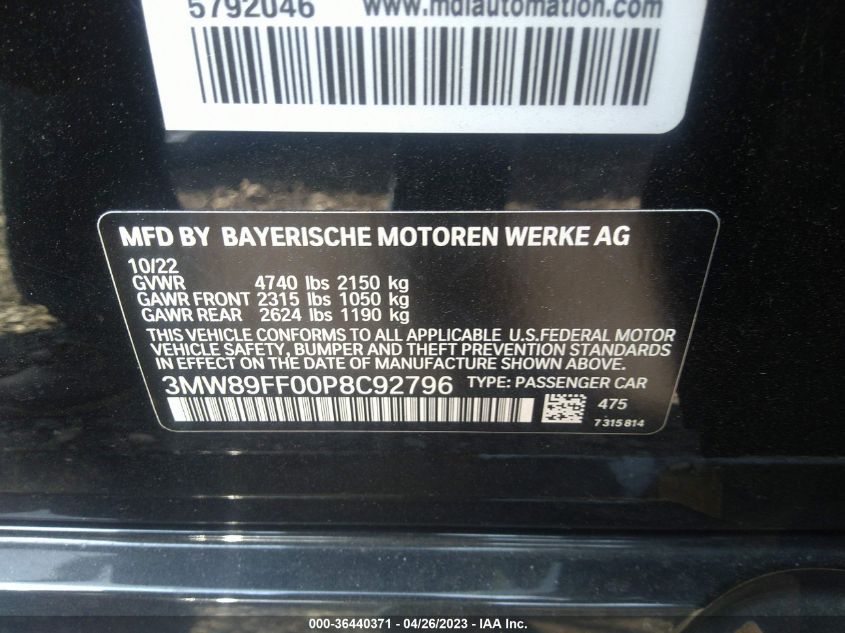 5792046 www.mdiautomation.com
MFD BY BAYERISCHE MOTOREN WERKE AG
10/22
GVWR 4740 lbs 2150 kg
GAWR FRONT 2315 lbs 1050 kg
GAWR REAR 2624 lbs 1190 kg
THIS VEHICLE CONFORMS TO ALL APPLICABLE U.S.FEDERAL MOTOR
VEHICLE SAFETY, BUMPER AND THEFT PREVENTION STANDARDS
IN EFFECT ON THE DATE OF MANUFACTURE SHOWN ABOVE.
3MW89FF00P8C92796 TYPE: PASSENGER CAR
475
7 315 814
000-36440371 - 04/26/2023 - IAA Inc.